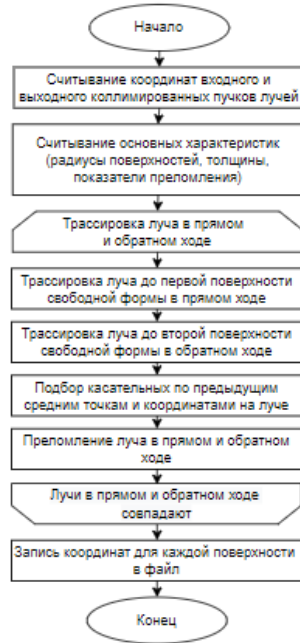 Начало
Считывание координат входного и
выходного коллимированных пучков лучей
Считывание основных характеристик
(радиусы поверхностей, толщины,
показатели преломления)
Трассировка луча в прямом
и обратном ходе
Трассировка луча до первой поверхности
свободной формы в прямом ходе
Трассировка луча до второй поверхности
свободной формы в обратном ходе
Подбор касательных по предыдущим
средним точкам и координатами на луче
Преломление луча в прямом и обратном
ходе
Лучи в прямом и обратном ходе
совпадают
Запись координат для каждой поверхности
в файл
Конец